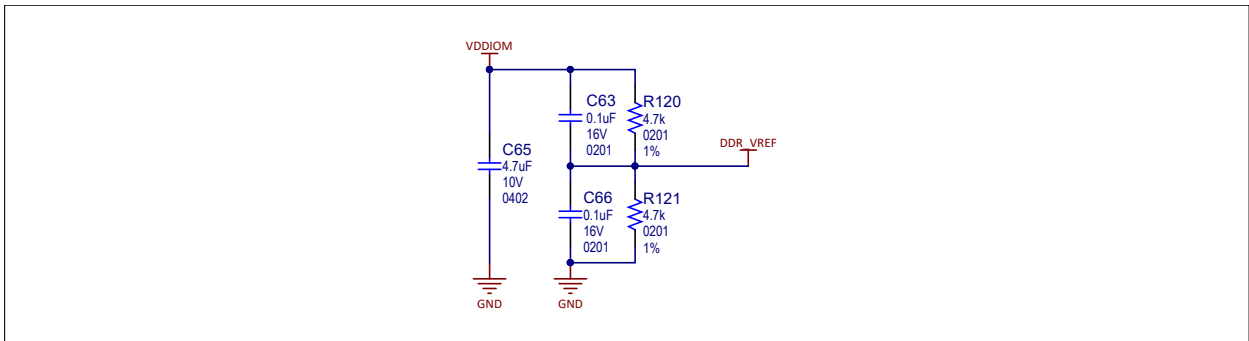 VDDIOM
C63
0.1uF
16V
0201
R120
4.7k
0201
1%
DDR_VREF
C65
4.7uF
10V
0402
C66
0.1uF
16V
0201
R121
4.7k
0201
1%
GND
GND